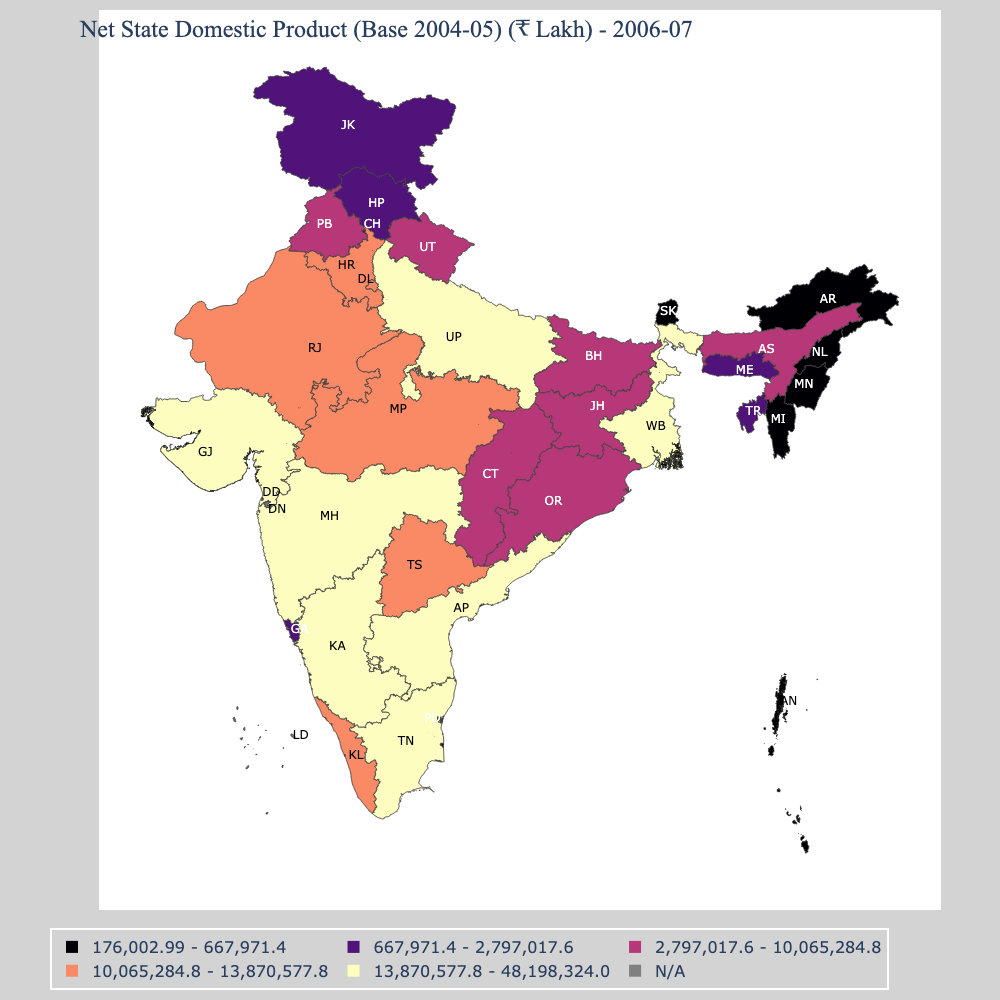 Net State Domestic Product (Base 2004-05) (₹ Lakh) - 2006-07
JK
HP
PB
CH
UT
HR
DL
AR
SK
UP
RJ
AS
NL
BH
ME
MN
MP
JH
TR
MI
WB
GJ
CT
DD
OR
DN
MH
TS
AP
KA
AN
LD
TN
KL
176,002.99 - 667,971.4
667,971.4 - 2,797,017.6
2,797,017.6 - 10,065,284.8
10,065,284.8 - 13,870,577.8
13,870,577.8 - 48,198,324.0
N/A